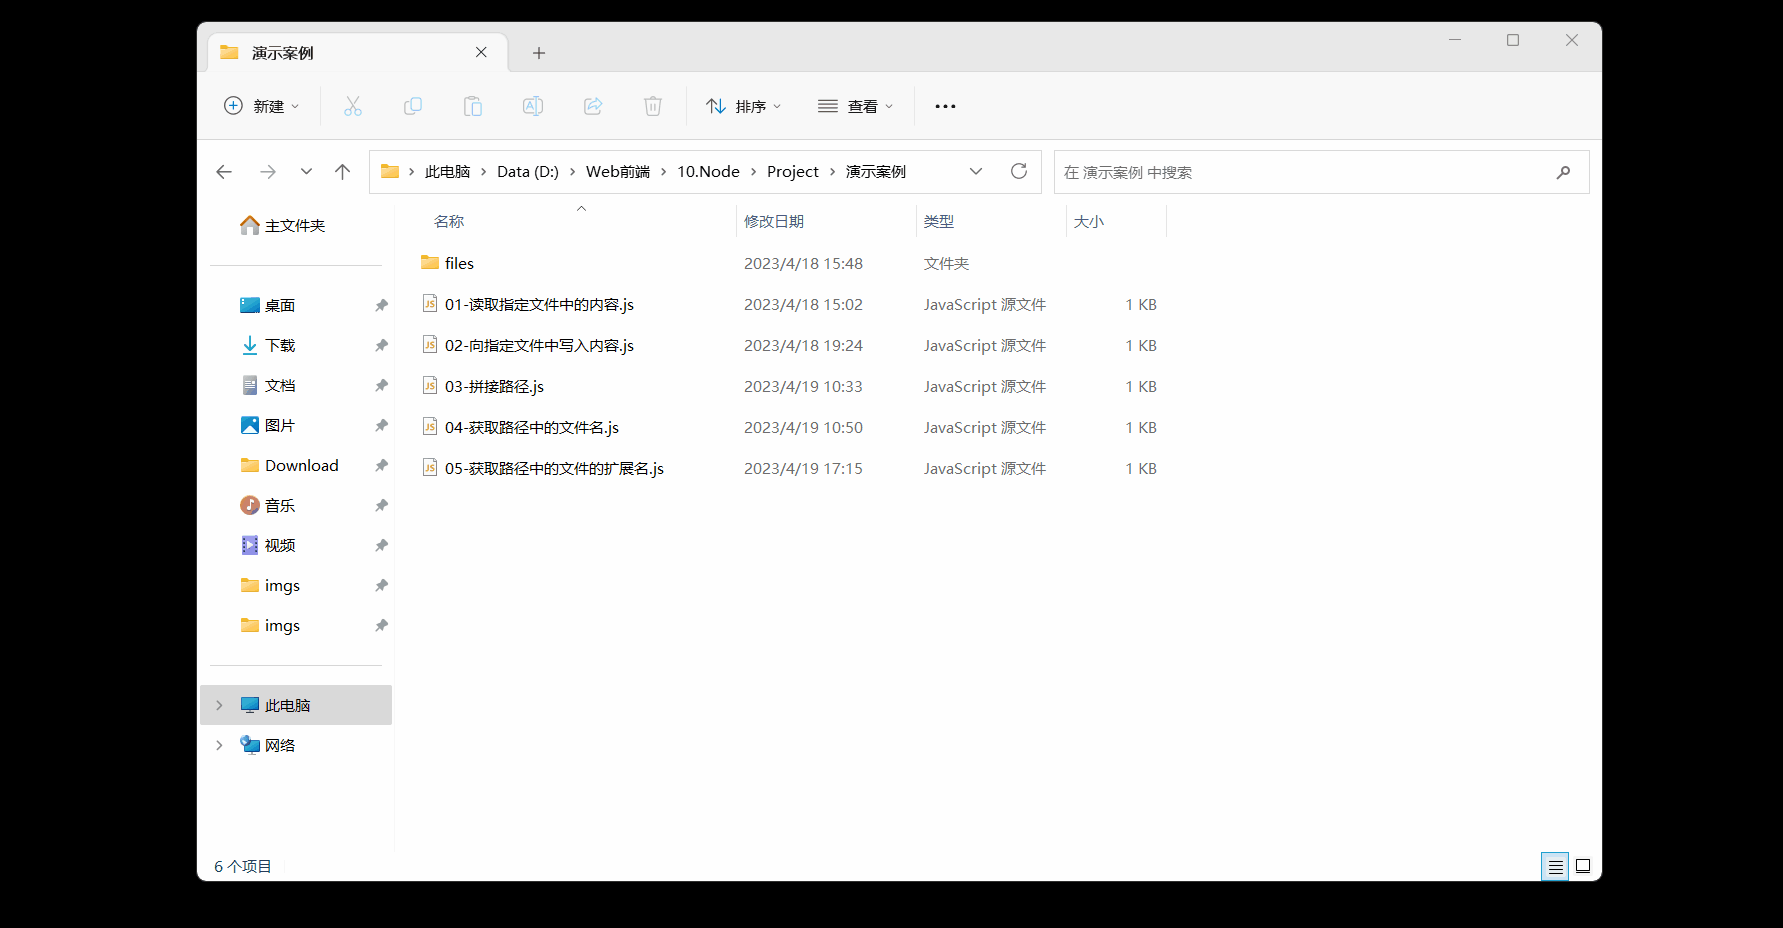 演示案例
新建
排序
查看
此电脑 › Data (D:) › Web前端 › 10.Node › Project › 演示案例
在 演示案例 中搜索
主文件夹
桌面
下载
文档
图片
Download
音乐
视频
imgs
imgs
此电脑
网络
名称 修改日期 类型 大小
files 2023/4/18 15:48 文件夹
01-读取指定文件中的内容.js 2023/4/18 15:02 JavaScript 源文件 1 KB
02-向指定文件中写入内容.js 2023/4/18 19:24 JavaScript 源文件 1 KB
03-拼接路径.js 2023/4/19 10:33 JavaScript 源文件 1 KB
04-获取路径中的文件名.js 2023/4/19 10:50 JavaScript 源文件 1 KB
05-获取路径中的文件的扩展名.js 2023/4/19 17:15 JavaScript 源文件 1 KB
6 个项目